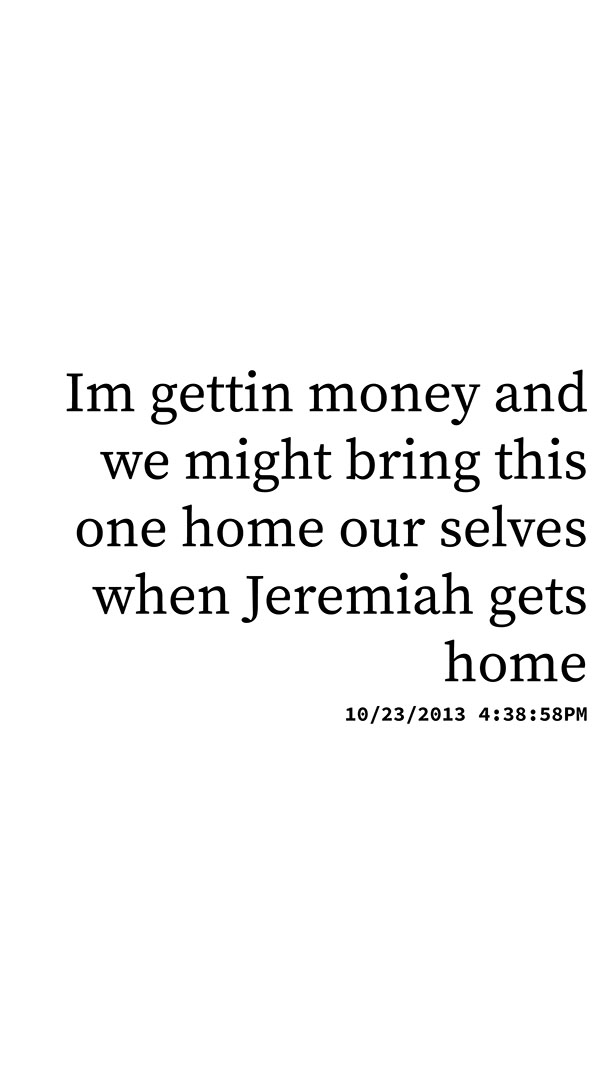 Im gettin money and
we might bring this
one home our selves
when Jeremiah gets
home
10/23/2013 4:38:58PM